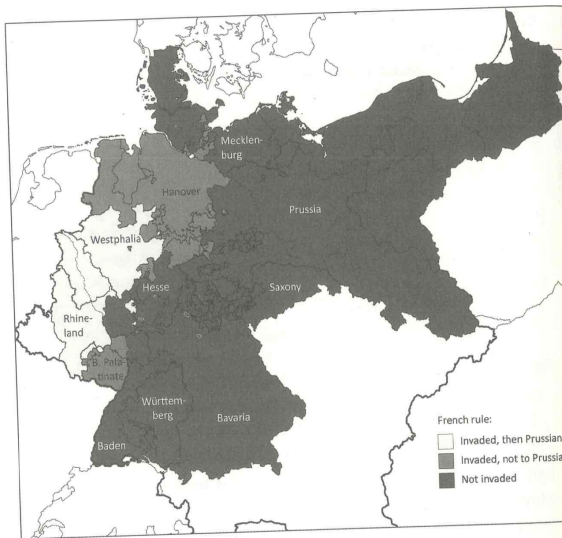 Mecklen-
burg
Hanover
Prussia
Westphalia
Hesse
Saxony
Rhine-
land
B. Pala-
tinate
Württem-
berg
Bavaria
Baden
French rule:
Invaded, then Prussian
Invaded, not to Prussia
Not invaded